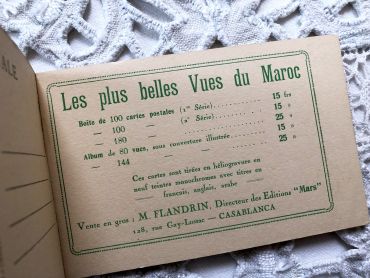 ALE
Les plus belles Vues du Maroc
Boîte de 100 cartes postales (1re Série) 15 frs
— 100 — (2e Série) 15 »
— 180 — 25 »
Album de 80 vues, sous couverture illustrée 15 »
— 144 — 25 »
Ces cartes sont tirées en héliogravure en
neuf teintes monochromes avec titres en
— français, anglais, arabe —
Vente en gros : M. FLANDRIN, Directeur des Editions "Mars"
128, rue Gay-Lussac — CASABLANCA